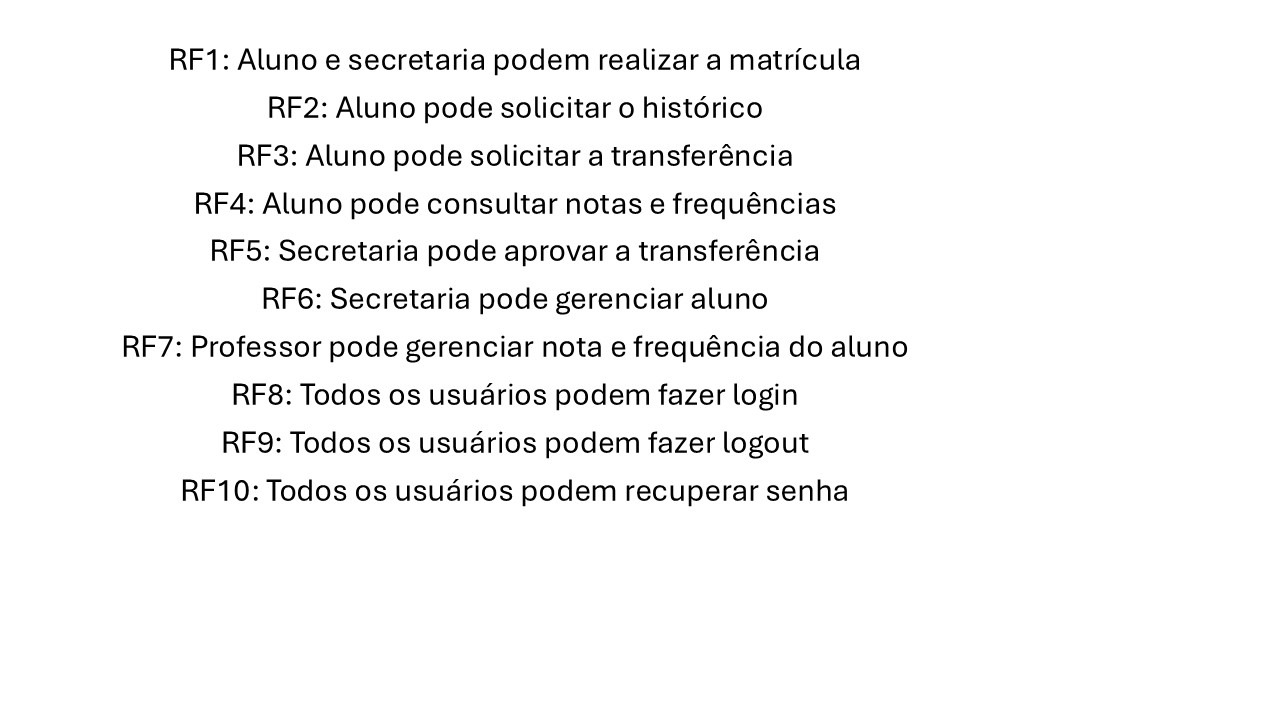 RF1: Aluno e secretaria podem realizar a matrícula
RF2: Aluno pode solicitar o histórico
RF3: Aluno pode solicitar a transferência
RF4: Aluno pode consultar notas e frequências
RF5: Secretaria pode aprovar a transferência
RF6: Secretaria pode gerenciar aluno
RF7: Professor pode gerenciar nota e frequência do aluno
RF8: Todos os usuários podem fazer login
RF9: Todos os usuários podem fazer logout
RF10: Todos os usuários podem recuperar senha